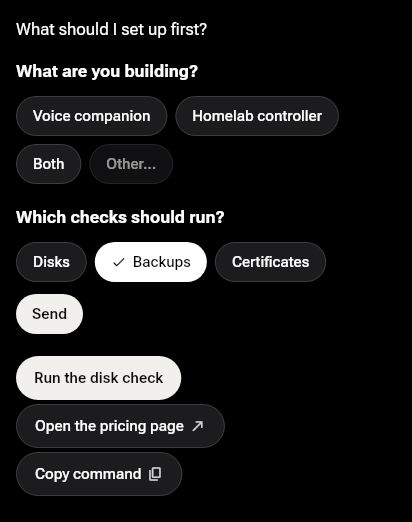 What should I set up first?
What are you building?
Voice companion Homelab controller
Both Other...
Which checks should run?
Disks Backups Certificates
Send
Run the disk check
Open the pricing page
Copy command